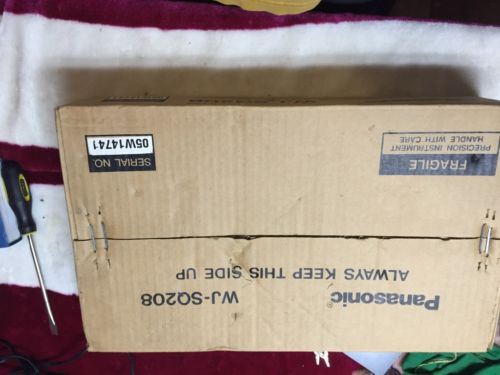 Panasonic WJ-SQ208
ALWAYS KEEP THIS SIDE UP
FRAGILE
PRECISION INSTRUMENT
HANDLE WITH CARE
SERIAL NO.
05W14741